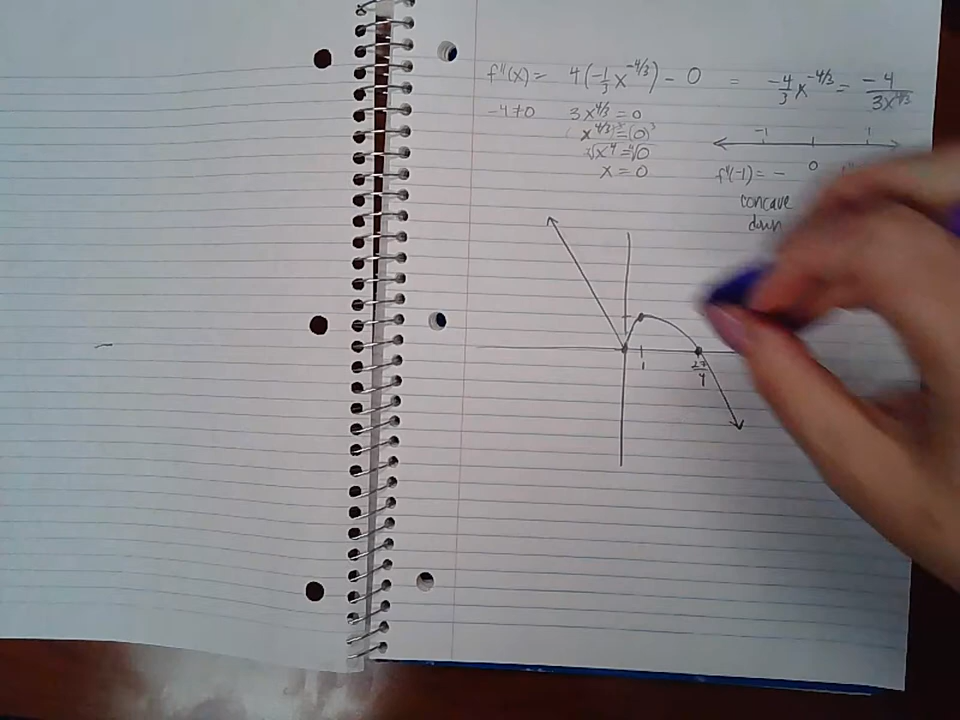 f''(x) = 4(-1/3 x^-4/3) - 0 = -4/3 x^-4/3 = -4/3x^4/3
-4≠0 3x^4/3 = 0
(x^4/3)^3 = (0)^3
∜x^4 = ∜0
x = 0
-1 0 1
f''(-1) = -
concave
down
1
27/4